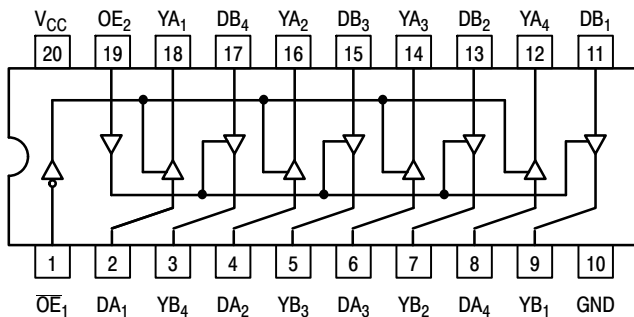 V_CC OE₂ YA₁ DB₄ YA₂ DB₃ YA₃ DB₂ YA₄ DB₁
20 19 18 17 16 15 14 13 12 11
1 2 3 4 5 6 7 8 9 10
O̅E̅₁ DA₁ YB₄ DA₂ YB₃ DA₃ YB₂ DA₄ YB₁ GND